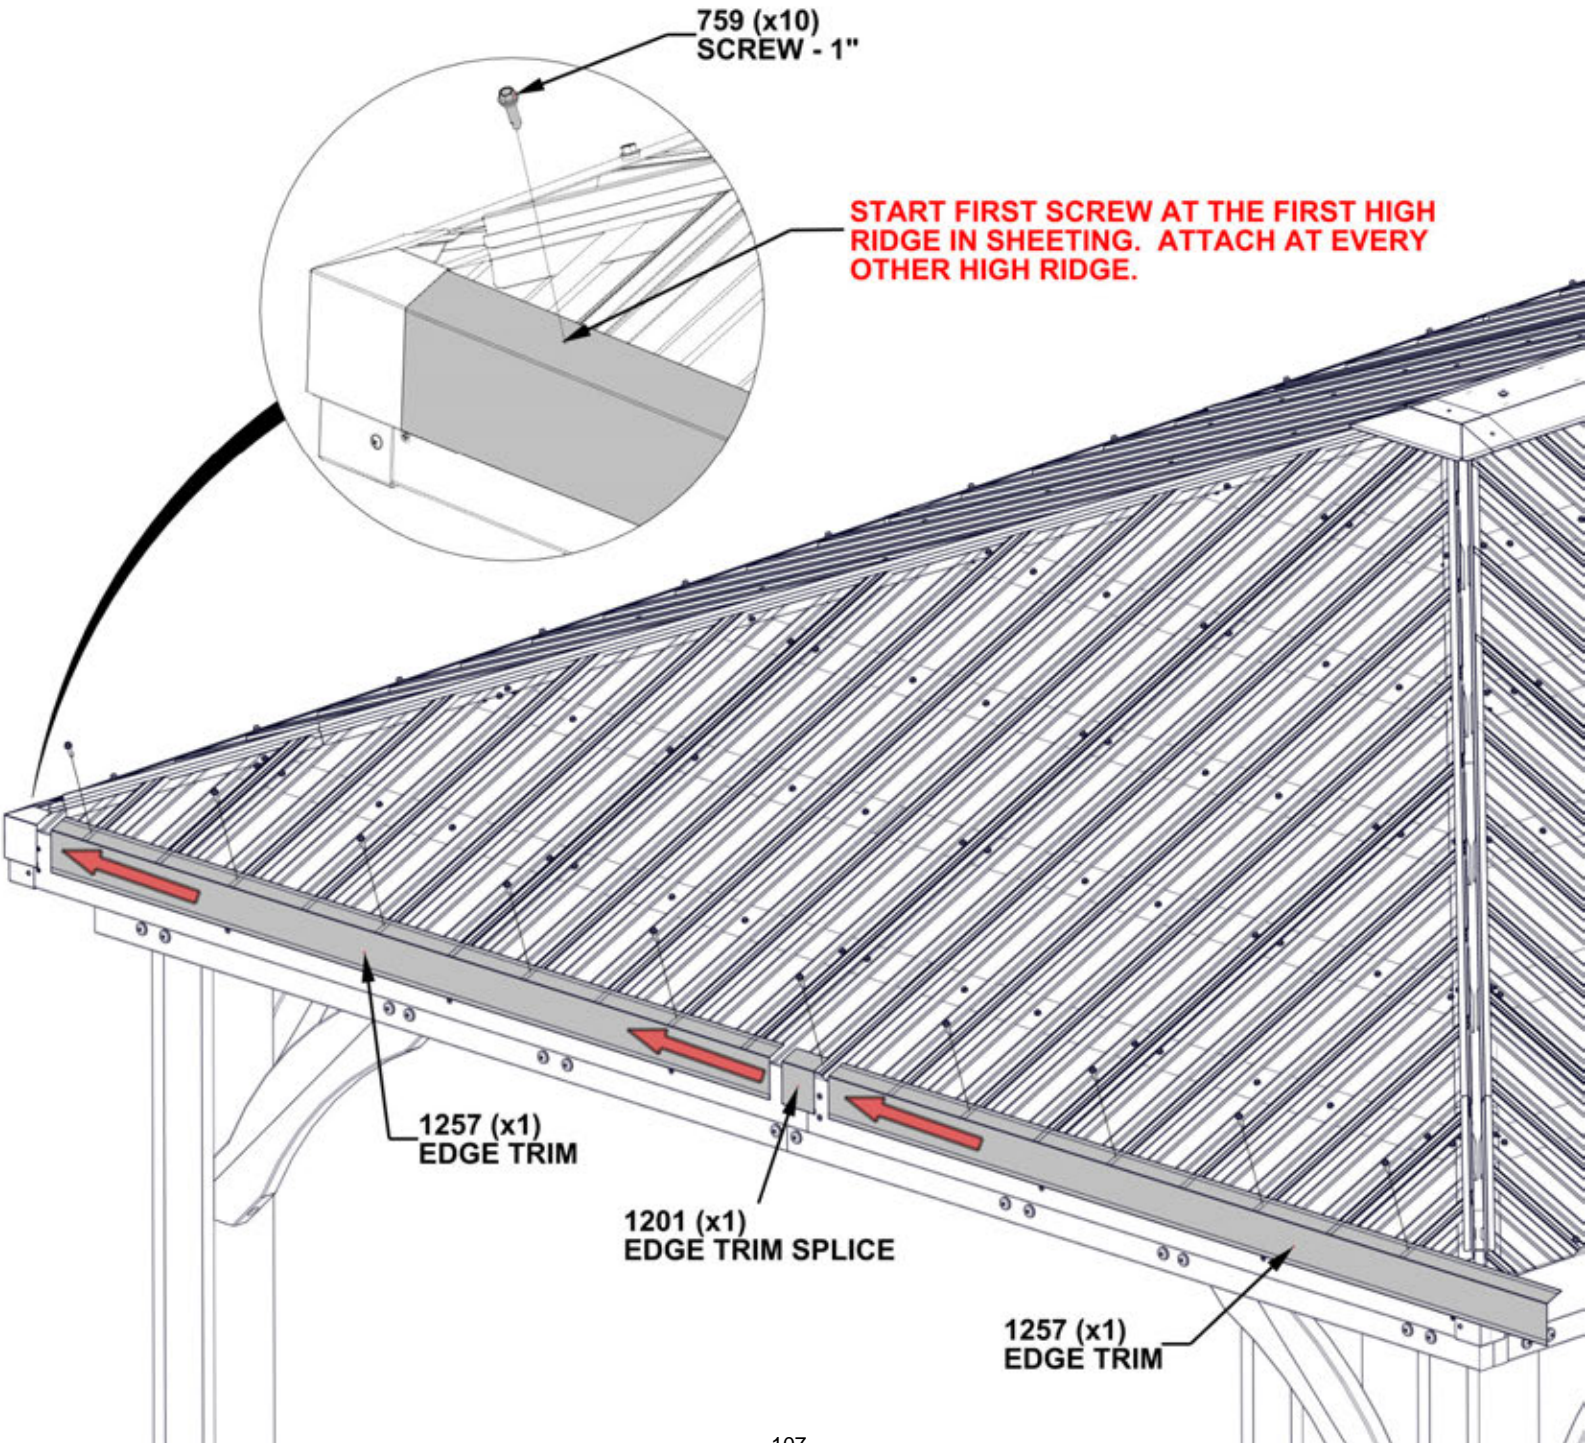 759 (x10)
SCREW - 1"
START FIRST SCREW AT THE FIRST HIGH
RIDGE IN SHEETING. ATTACH AT EVERY
OTHER HIGH RIDGE.
1257 (x1)
EDGE TRIM
1201 (x1)
EDGE TRIM SPLICE
1257 (x1)
EDGE TRIM
107